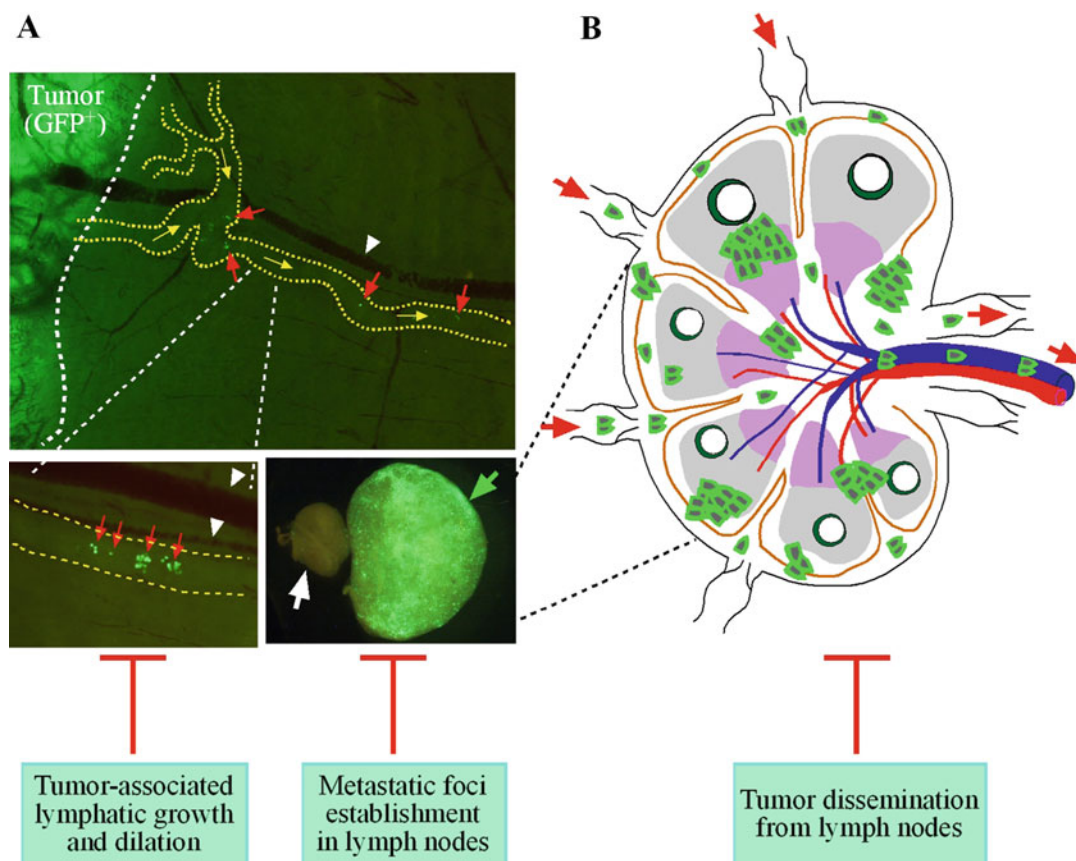 A
B
Tumor
(GFP⁺)
Tumor-associated
lymphatic growth
and dilation
Metastatic foci
establishment
in lymph nodes
Tumor dissemination
from lymph nodes